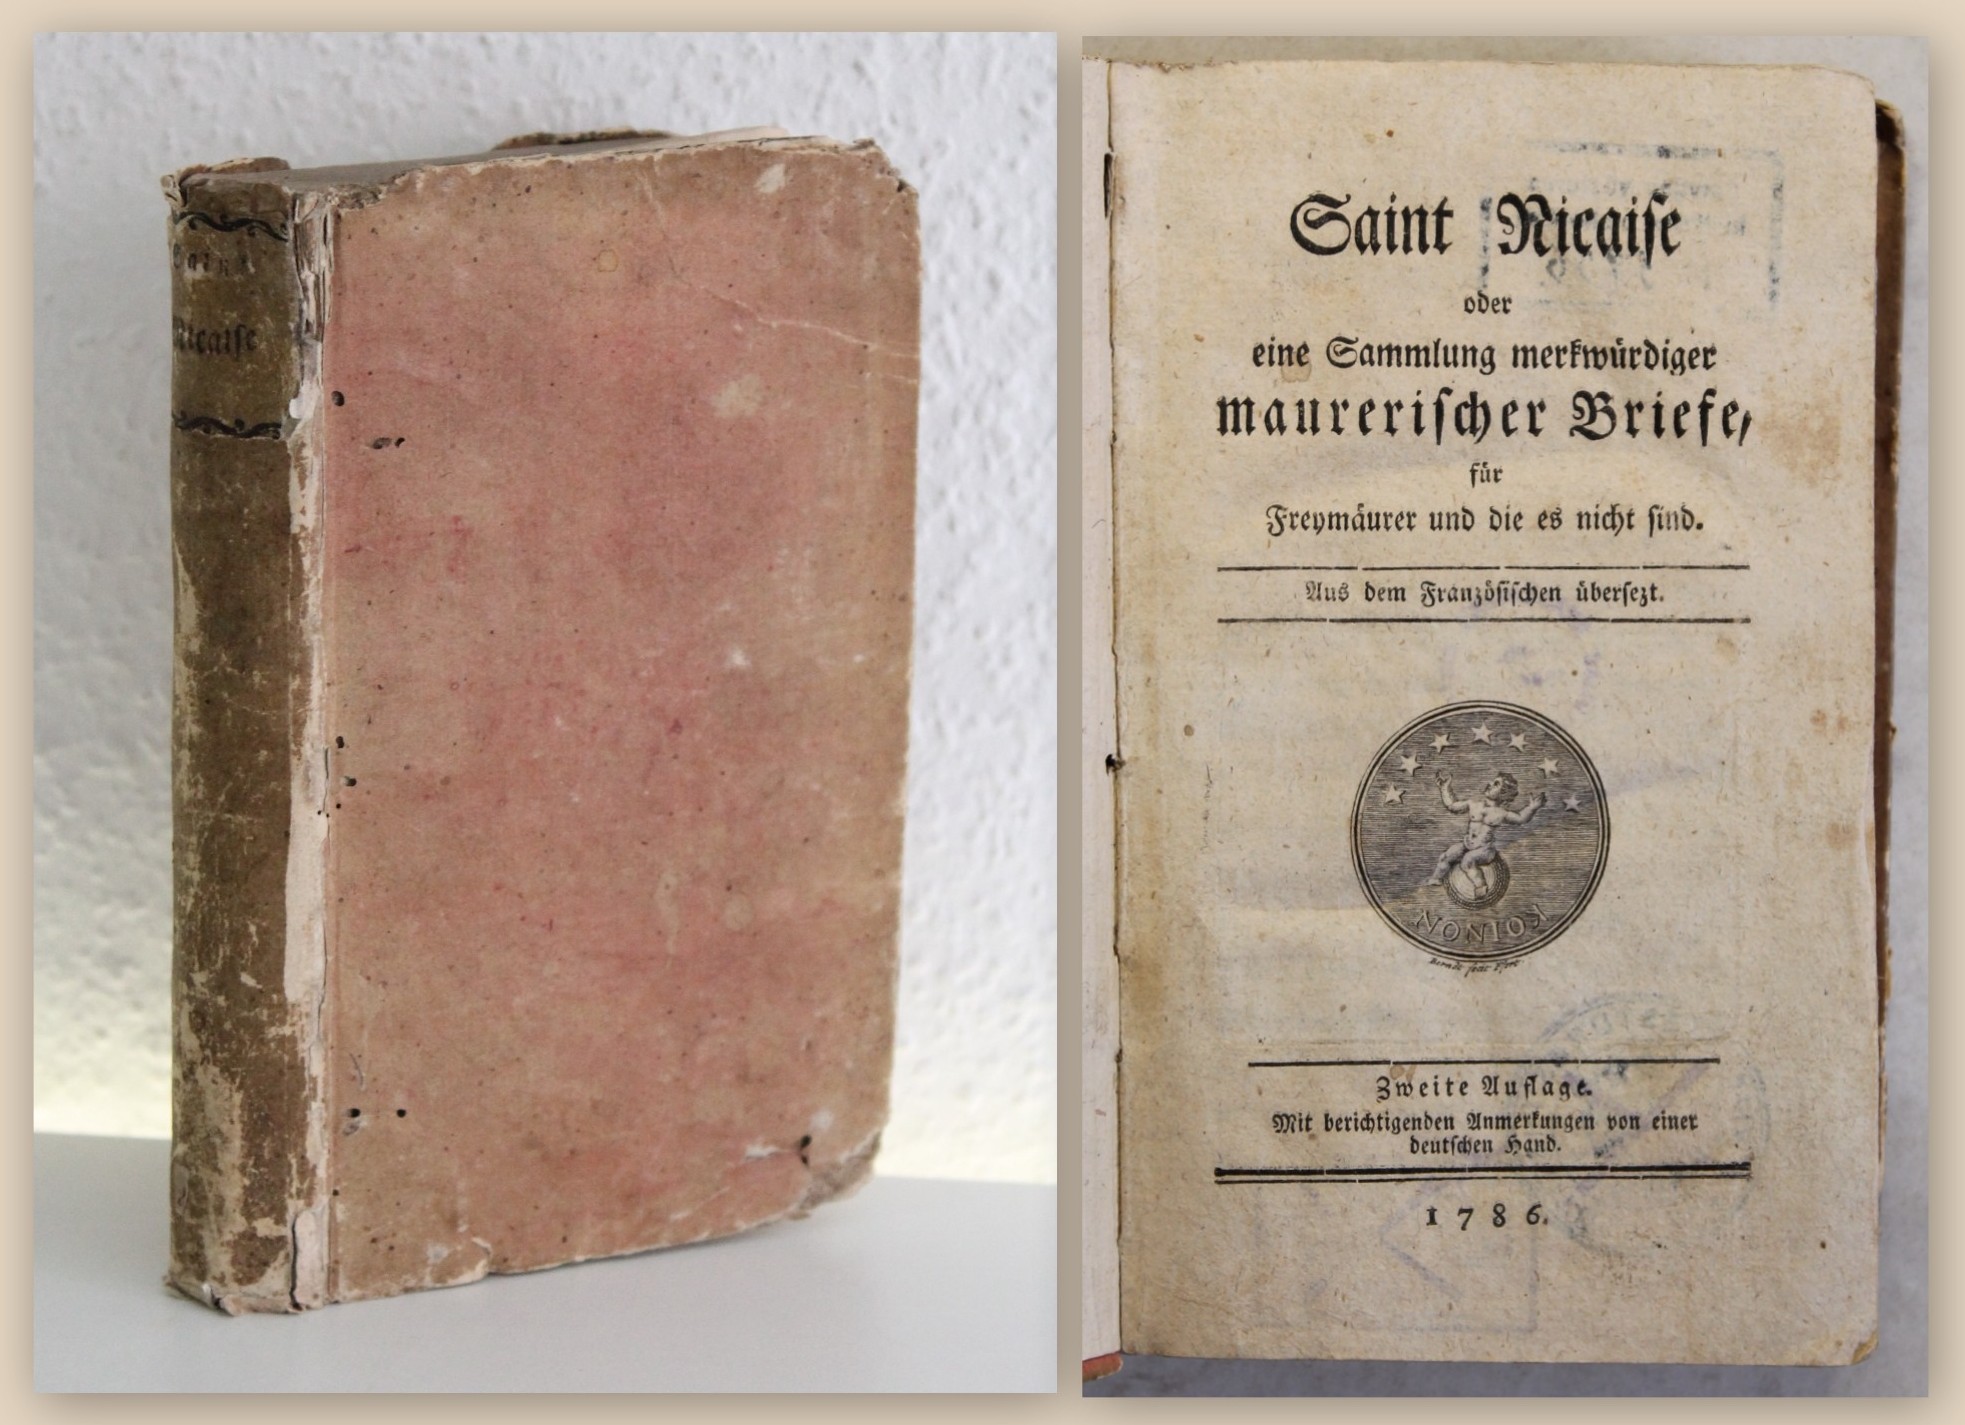 Saint
Nicaise
Saint Nicaise
oder
eine Sammlung merkwürdiger
maurerischer Briefe,
für
Freymäurer und die es nicht sind.
Aus dem Französischen übersezt.
KOINON
Zweite Auflage.
Mit berichtigenden Anmerkungen von einer
deutschen Hand.
1786.